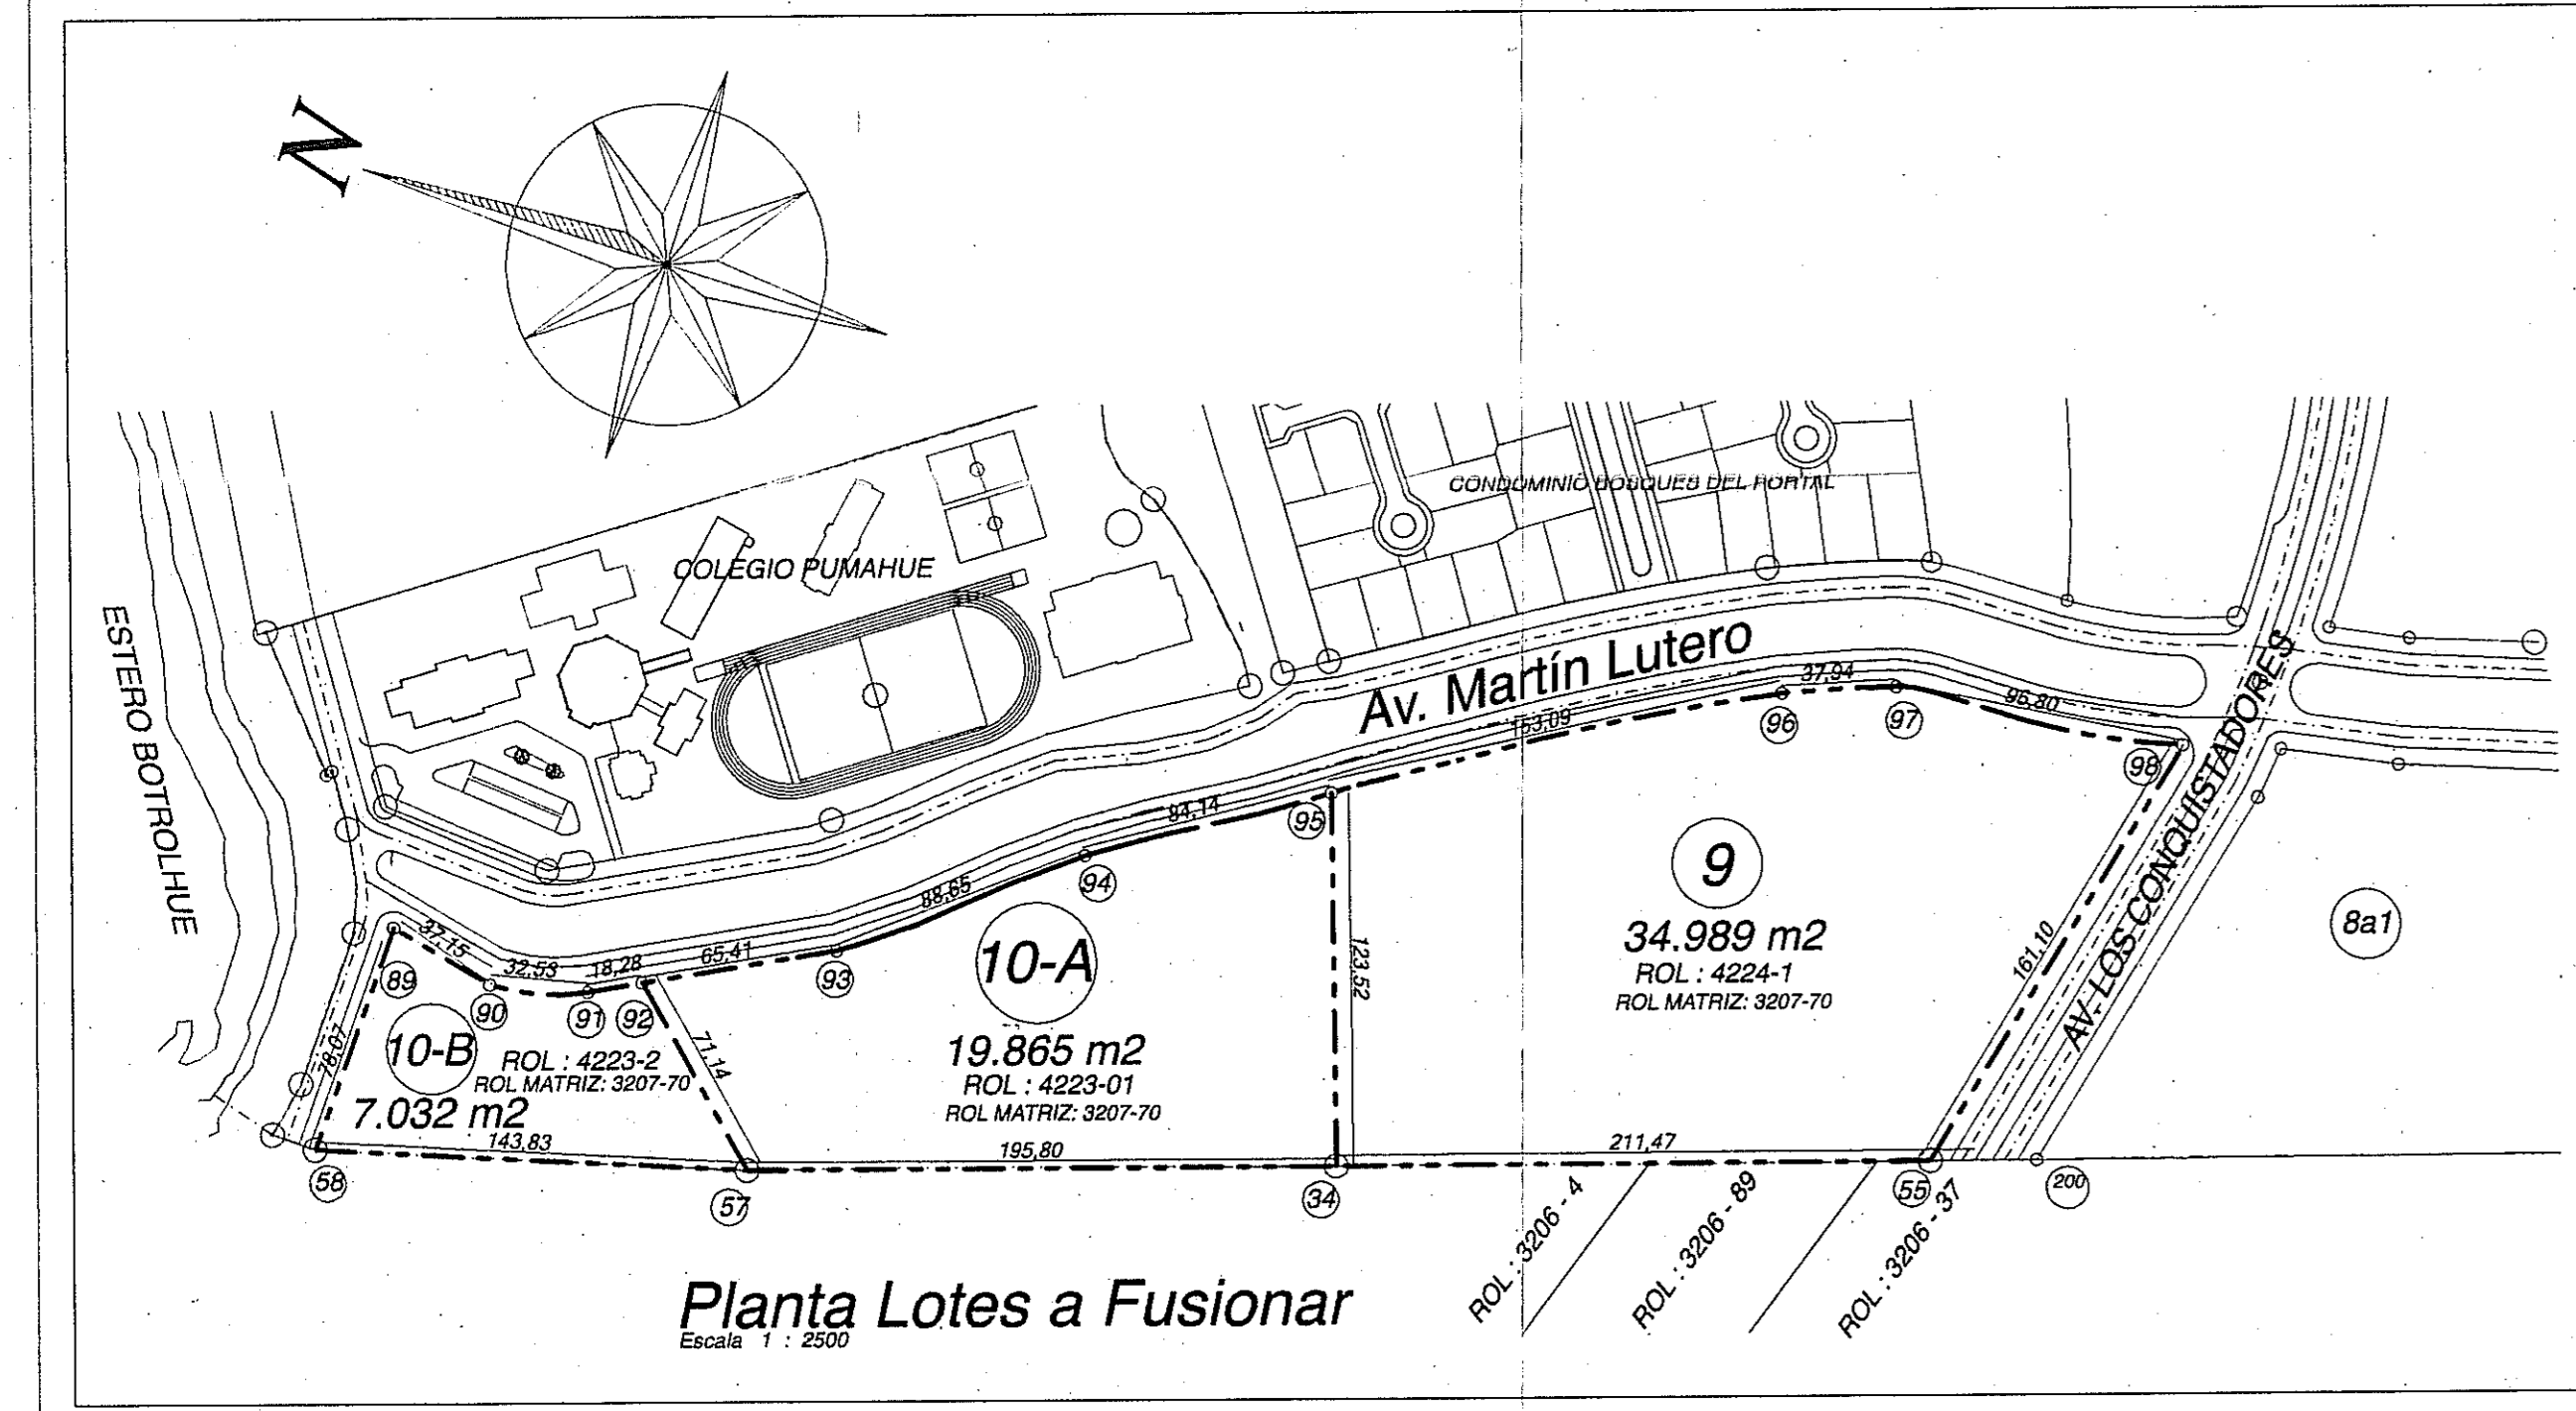 N
COLEGIO PUMAHUE
CONDOMINIO BOSQUES DEL PORTAL
ESTERO BOTROLHUE
Av. Martín Lutero
AV. LOS CONQUISTADORES
37,15
32,53
18,28
65,41
88,65
84,14
153,09
37,94
96,80
89
90
91
92
93
94
95
96
97
98
78,07
71,14
123,52
161,10
10-B
ROL : 4223-2
ROL MATRIZ: 3207-70
7.032 m2
10-A
19.865 m2
ROL : 4223-01
ROL MATRIZ: 3207-70
9
34.989 m2
ROL : 4224-1
ROL MATRIZ: 3207-70
8a1
143,83
195,80
211,47
58
57
34
55
200
ROL : 3206 - 4
ROL : 3206 - 89
ROL : 3206 - 37
Planta Lotes a Fusionar
Escala 1 : 2500